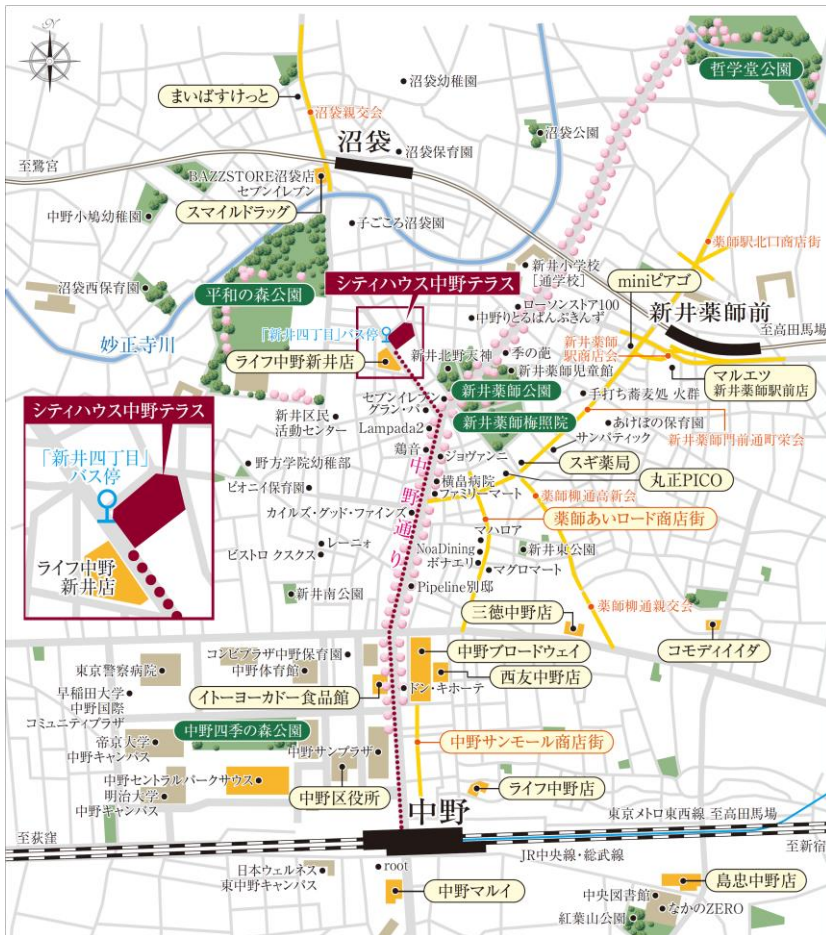 N
哲学堂公園
沼袋幼稚園
まいばすけっと
沼袋親交会
沼袋公園
沼袋
沼袋保育園
至鷺宮
BAZZSTORE沼袋店
セブンイレブン
スマイルドラッグ
中野小鳩幼稚園
子ごころ沼袋園
薬師駅北口商店街
新井小学校
[通学校]
沼袋西保育園
平和の森公園
シティハウス中野テラス
miniピアゴ
ローソンストア100
新井薬師前
中野りとるぱんぷきんず
至高田馬場
妙正寺川
「新井四丁目」バス停
新井薬師
駅商店会
ライフ中野新井店
新井北野天神
季の葩
新井薬師児童館
マルエツ
新井薬師駅前店
新井薬師公園
手打ち蕎麦処 火群
シティハウス中野テラス
セブンイレブン
グラン・パ
新井区民
活動センター
新井薬師梅照院
あけぼの保育園
Lampada2
サンパティック
新井薬師門前通町栄会
「新井四丁目」
バス停
鶏音
ジョヴァンニ
スギ薬局
野方学院幼稚部
中野通り
横畠病院
丸正PICO
ピオニイ保育園
ファミリーマート
薬師柳通高新会
カイルズ・グッド・ファインズ
薬師あいロード商店街
マハロア
ライフ中野
新井店
レーニォ
NoaDining
新井東公園
ビストロ クスクス
ボナエリ
マグロマート
新井南公園
Pipeline別邸
薬師柳通親交会
三徳中野店
コンビプラザ中野保育園
中野ブロードウェイ
コモディイイダ
東京警察病院
中野体育館
西友中野店
早稲田大学
中野国際
コミュニティプラザ
イトーヨーカドー食品館
ドン・キホーテ
中野四季の森公園
帝京大学
中野キャンパス
中野サンプラザ
中野サンモール商店街
中野セントラルパークサウス
明治大学
中野キャンパス
中野区役所
ライフ中野店
中野
東京メトロ東西線 至高田馬場
至荻窪
至新宿
JR中央線・総武線
root
日本ウェルネス
東中野キャンパス
中野マルイ
島忠中野店
中央図書館
なかのZERO
紅葉山公園